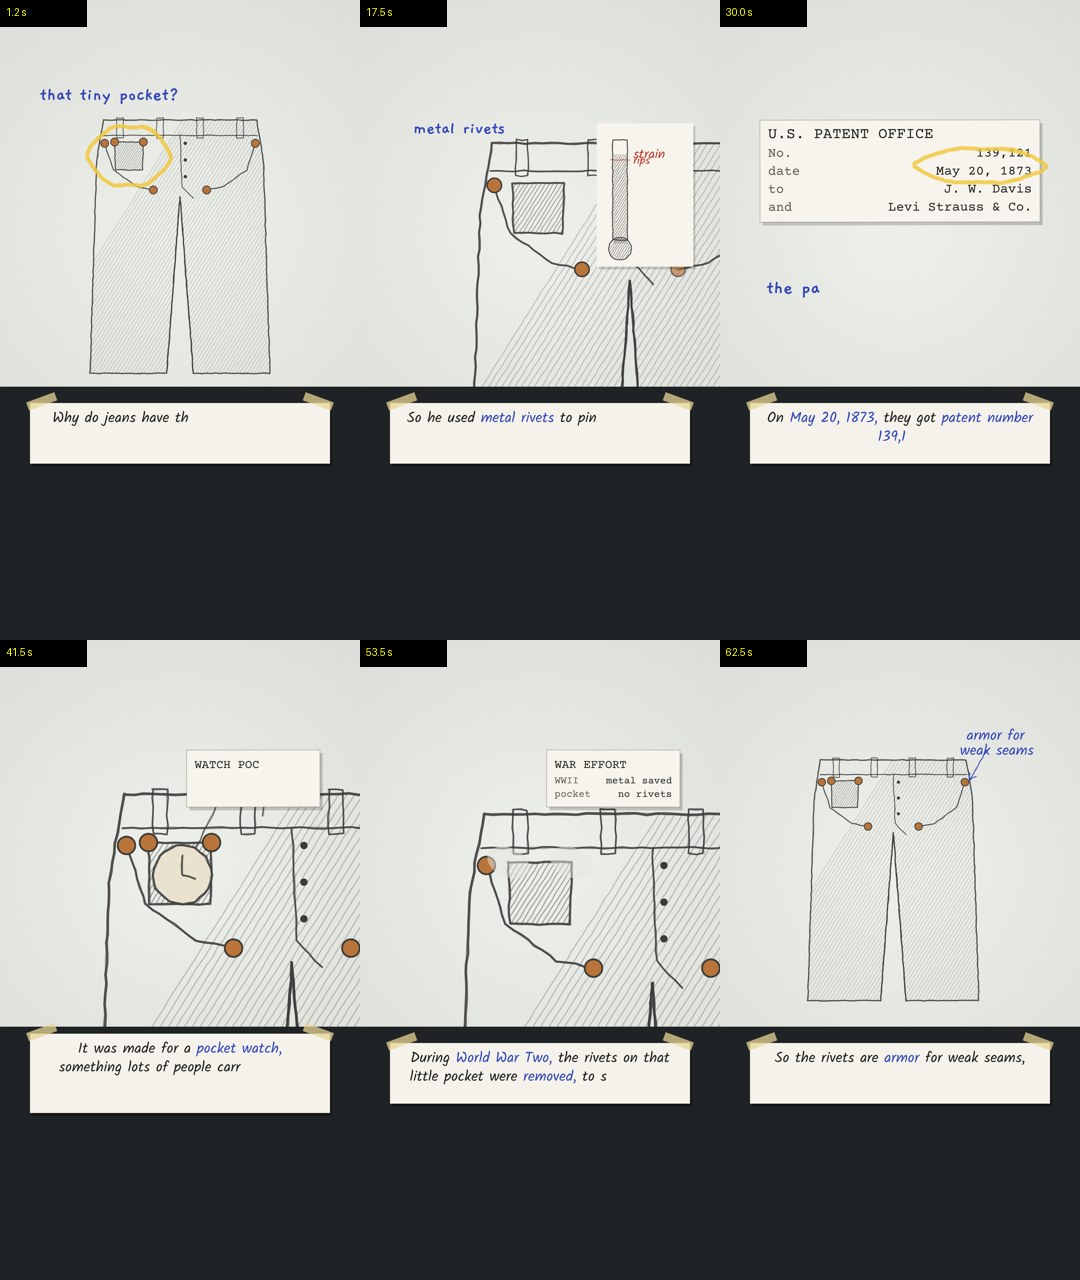 1.2s
that tiny pocket?
Why do jeans have th
17.5s
metal rivets
strain
rips
So he used metal rivets to pin
30.0s
U.S. PATENT OFFICE
No. 139,121
date May 20, 1873
to J. W. Davis
and Levi Strauss & Co.
the pa
On May 20, 1873, they got patent number
139,1
41.5s
WATCH POC
It was made for a pocket watch,
something lots of people carr
53.5s
WAR EFFORT
WWII metal saved
pocket no rivets
During World War Two, the rivets on that
little pocket were removed, to s
62.5s
armor for
weak seams
So the rivets are armor for weak seams,